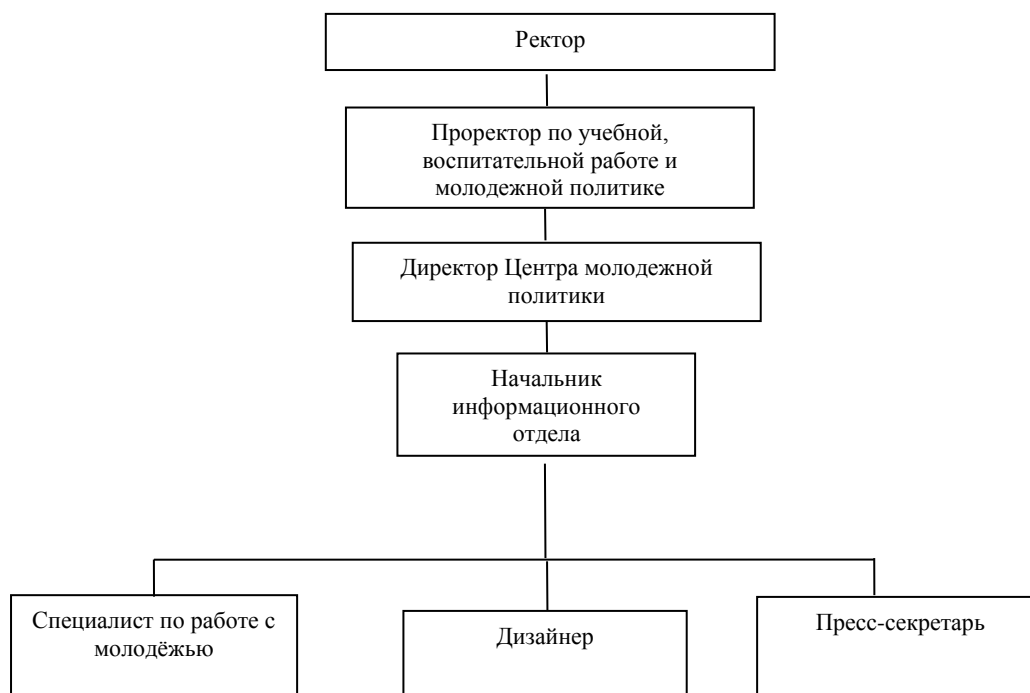 Ректор
Проректор по учебной,
воспитательной работе и
молодежной политике
Директор Центра молодежной
политики
Начальник
информационного
отдела
Специалист по работе с
молодёжью
Дизайнер
Пресс-секретарь